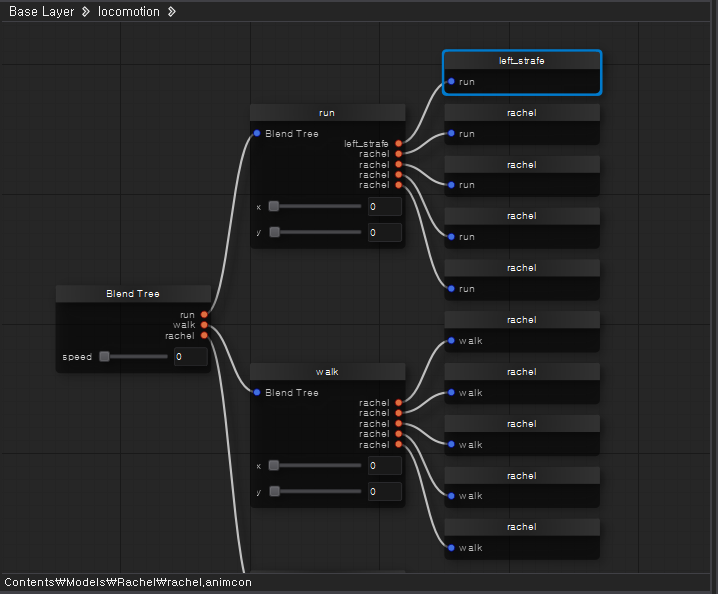 Base Layer » locomotion »
left_strafe
run
rachel
run
rachel
run
rachel
run
rachel
run
run
Blend Tree
left_strafe
rachel
rachel
rachel
rachel
x 0
y 0
Blend Tree
run
walk
rachel
speed 0
rachel
walk
rachel
walk
rachel
walk
rachel
walk
rachel
walk
walk
Blend Tree
rachel
rachel
rachel
rachel
rachel
x 0
y 0
Contents₩Models₩Rachel₩rachel.animcon